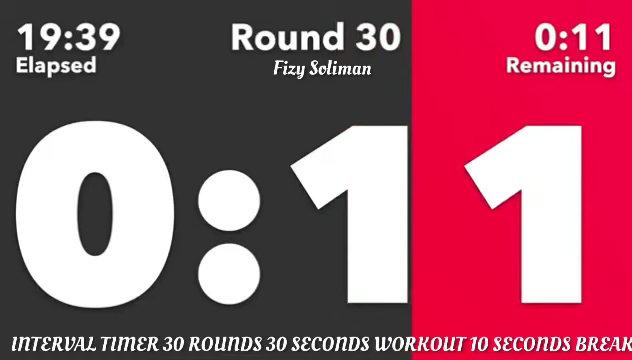 19:39 Round 30 0:11
Elapsed Fizy Soliman Remaining
0:11
INTERVAL TIMER 30 ROUNDS 30 SECONDS WORKOUT 10 SECONDS BREAK